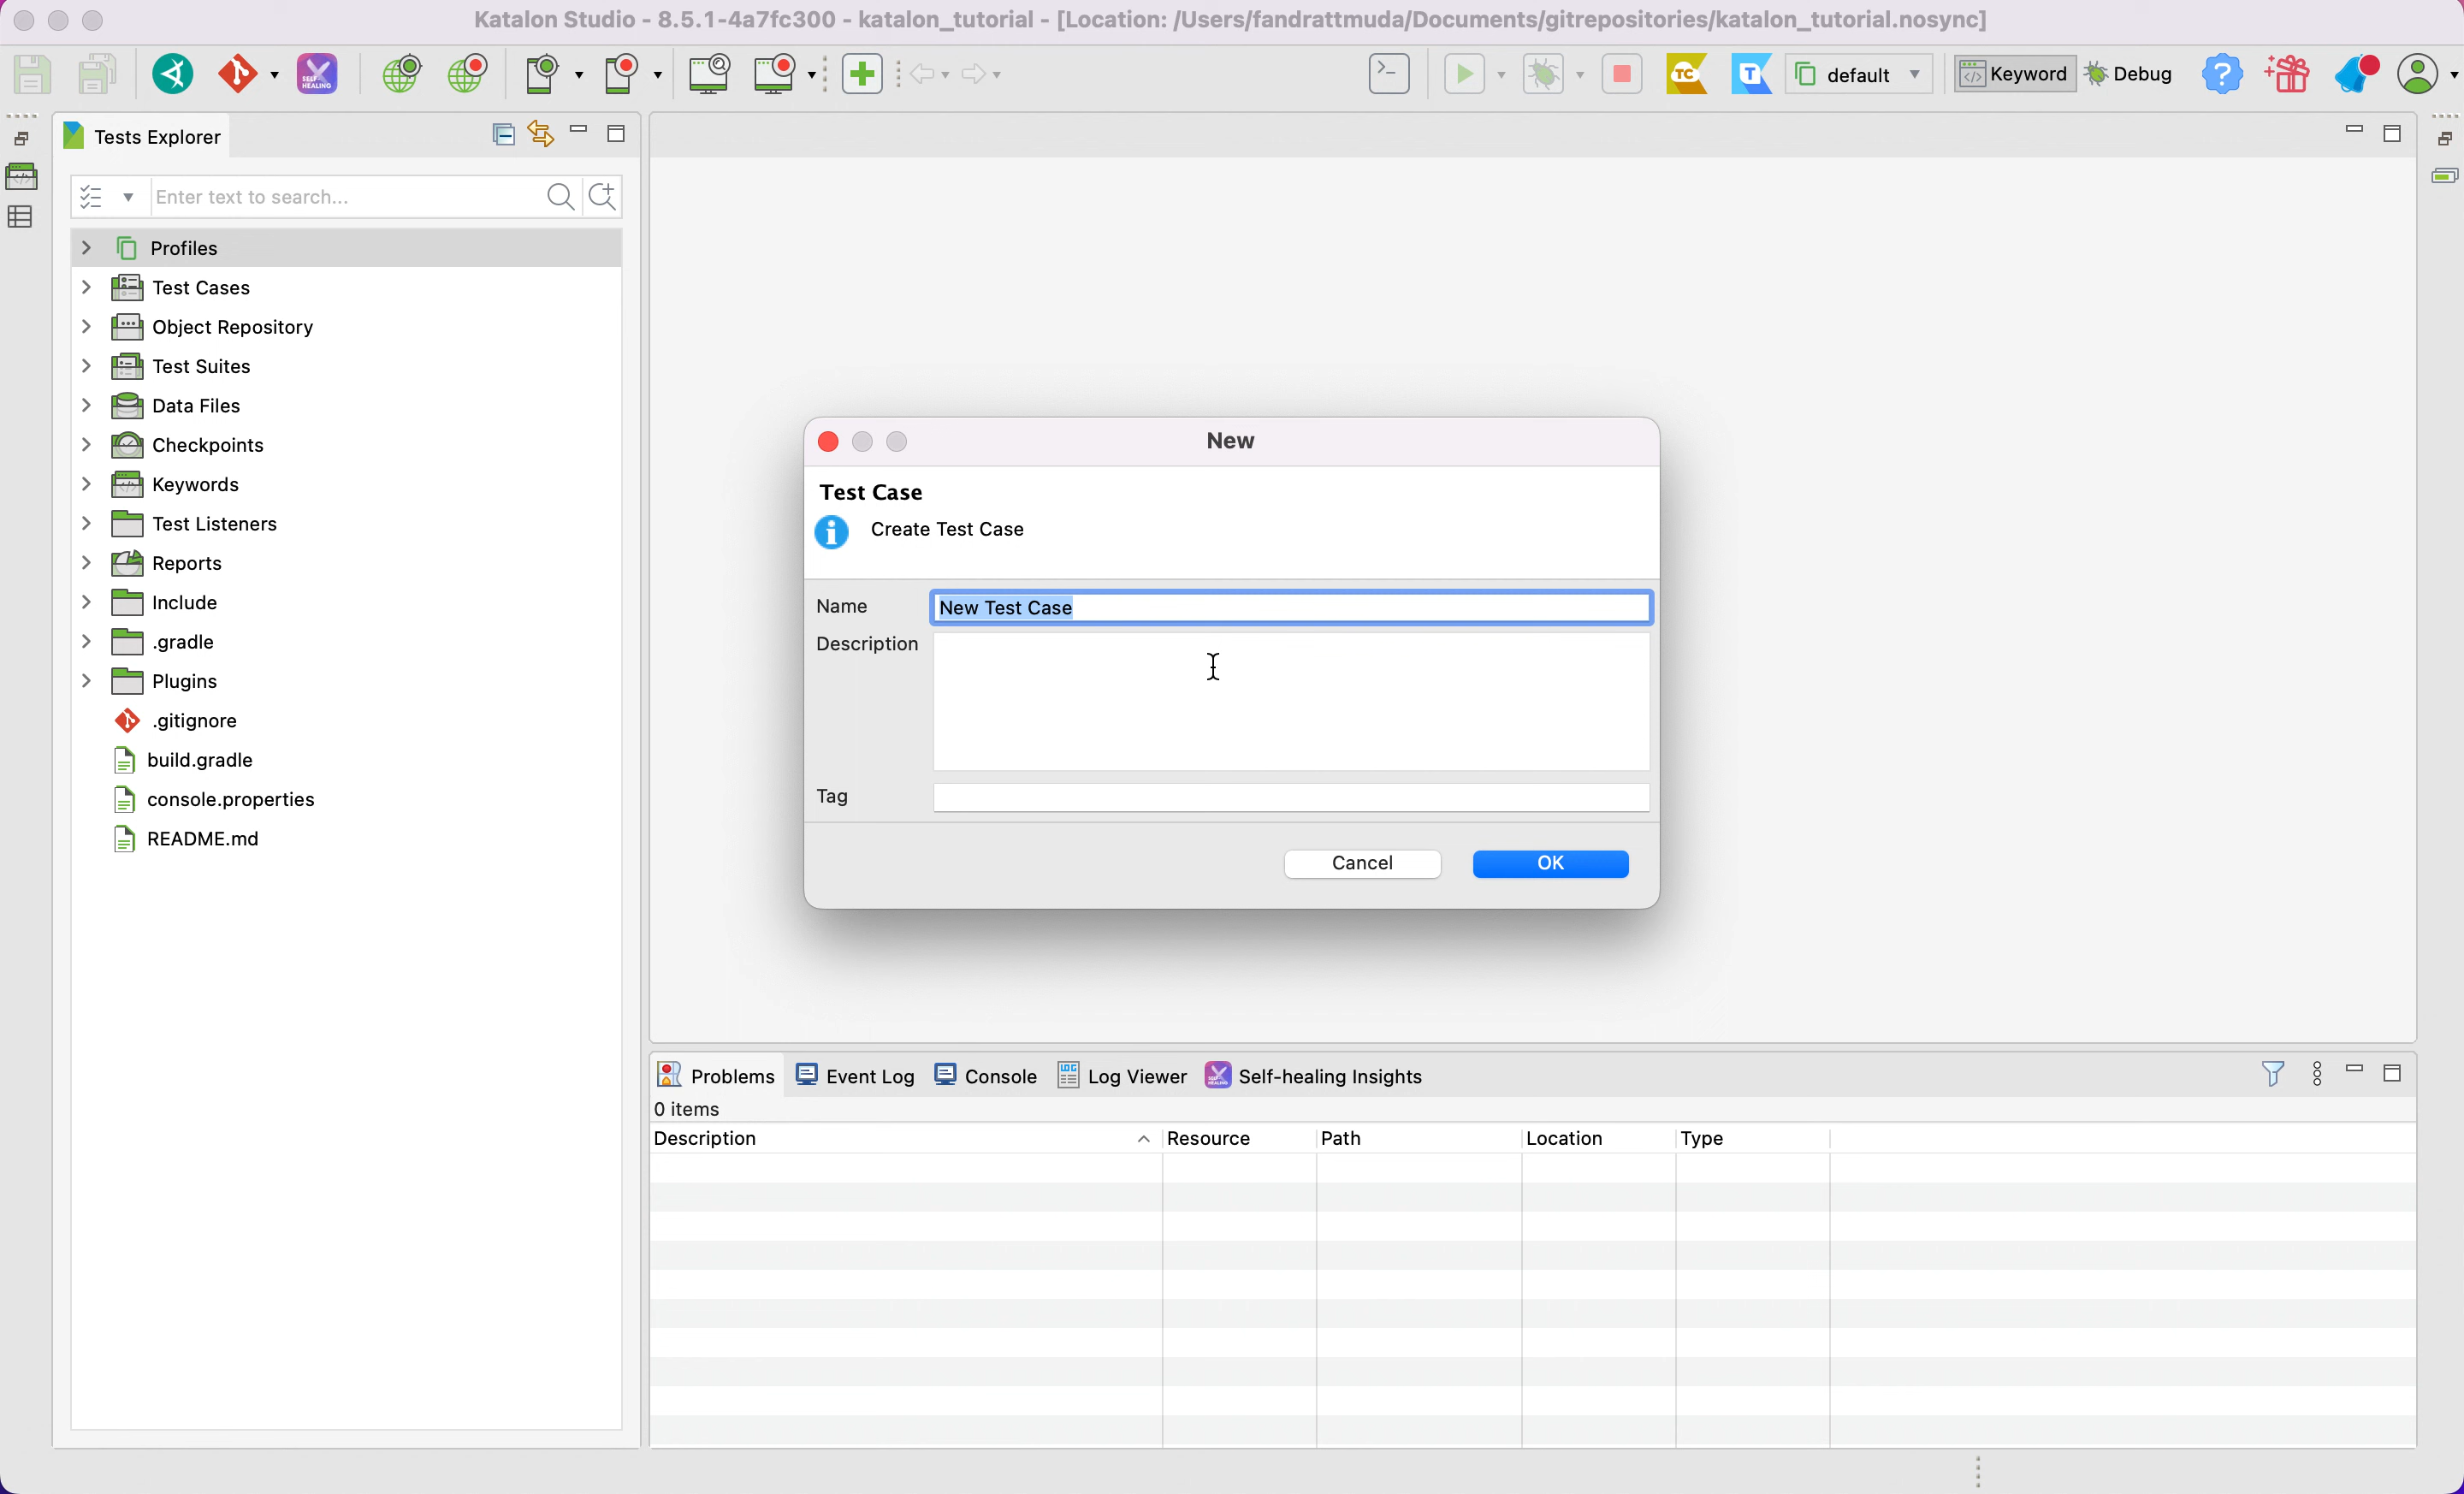 Katalon Studio - 8.5.1-4a7fc300 - katalon_tutorial - [Location: /Users/fandrattmuda/Documents/gitrepositories/katalon_tutorial.nosync]
SELF-HEALING
TC
T
default
Keyword
Debug
Tests Explorer
Enter text to search...
Profiles
Test Cases
Object Repository
Test Suites
Data Files
Checkpoints
Keywords
Test Listeners
Reports
Include
.gradle
Plugins
.gitignore
build.gradle
console.properties
README.md
New
Test Case
Create Test Case
Name
New Test Case
Description
Tag
Cancel
OK
Problems
Event Log
Console
Log Viewer
Self-healing Insights
0 items
Description
Resource
Path
Location
Type